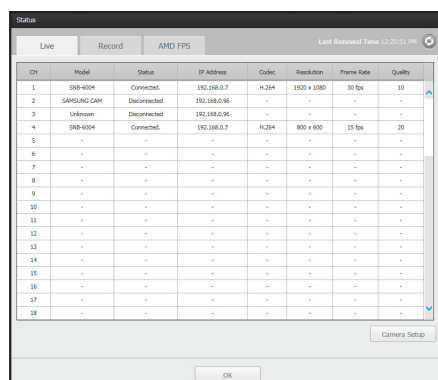 Status
Live Record AMD FPS Last Renewal Time 12:25:51 PM
CH Model Status IP Address Codec Resolution Frame Rate Quality
1 SNB-6004 Connected. 192.168.0.7 H.264 1920 x 1080 30 fps 10
2 SAMSUNG CAM Disconnected 192.168.0.96 - - - -
3 Unknown Disconnected 192.168.0.96 - - - -
4 SNB-6004 Connected. 192.168.0.7 H.264 800 x 600 15 fps 20
5 - - - - - - -
6 - - - - - - -
7 - - - - - - -
8 - - - - - - -
9 - - - - - - -
10 - - - - - - -
11 - - - - - - -
12 - - - - - - -
13 - - - - - - -
14 - - - - - - -
15 - - - - - - -
16 - - - - - - -
17 - - - - - - -
18 - - - - - - -
Camera Setup
OK